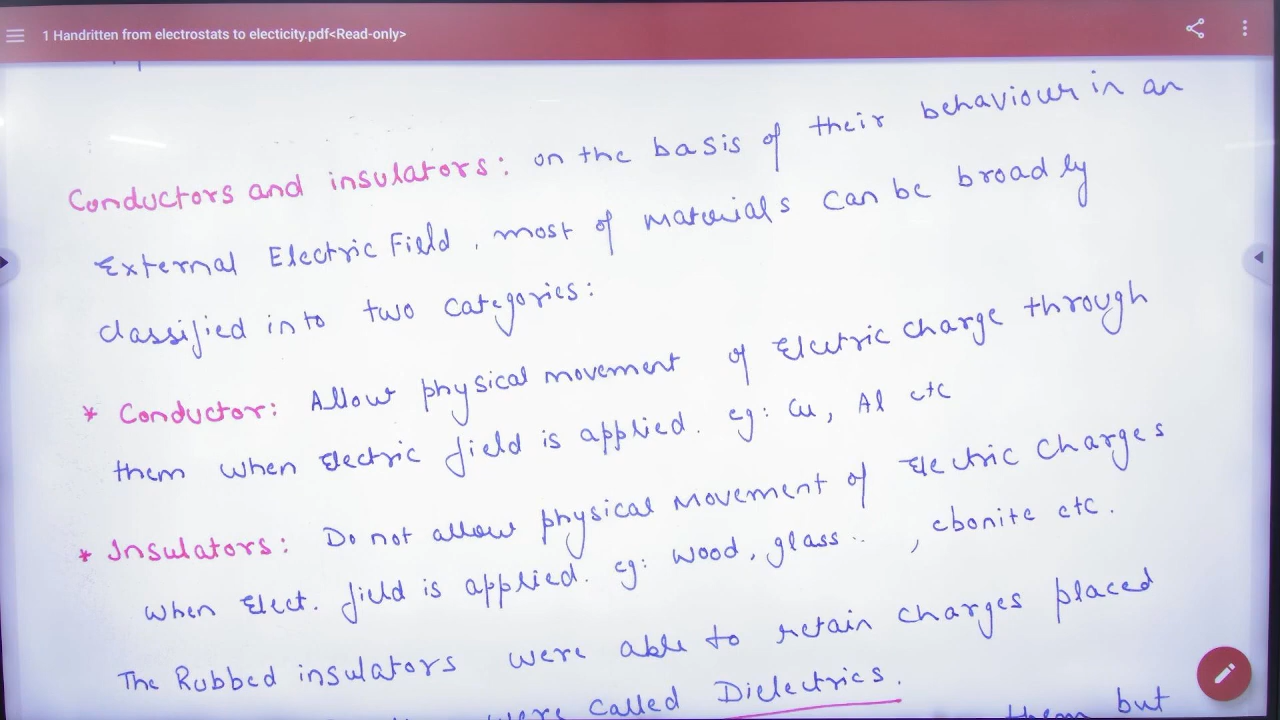 1 Handritten from electrostats to electicity.pdf<Read-only>
Conductors and insulators: on the basis of their behaviour in an
External Electric Field, most of materials can be broadly
classified into two categories:
* Conductor: Allow physical movement of Electric charge through
them when Electric field is applied. eg: Cu, Al etc
* Insulators: Do not allow physical movement of Electric Charges
when Elect. field is applied. eg: wood, glass .. , ebonite etc.
The Rubbed insulators were able to retain charges placed
were called Dielectrics.
them but